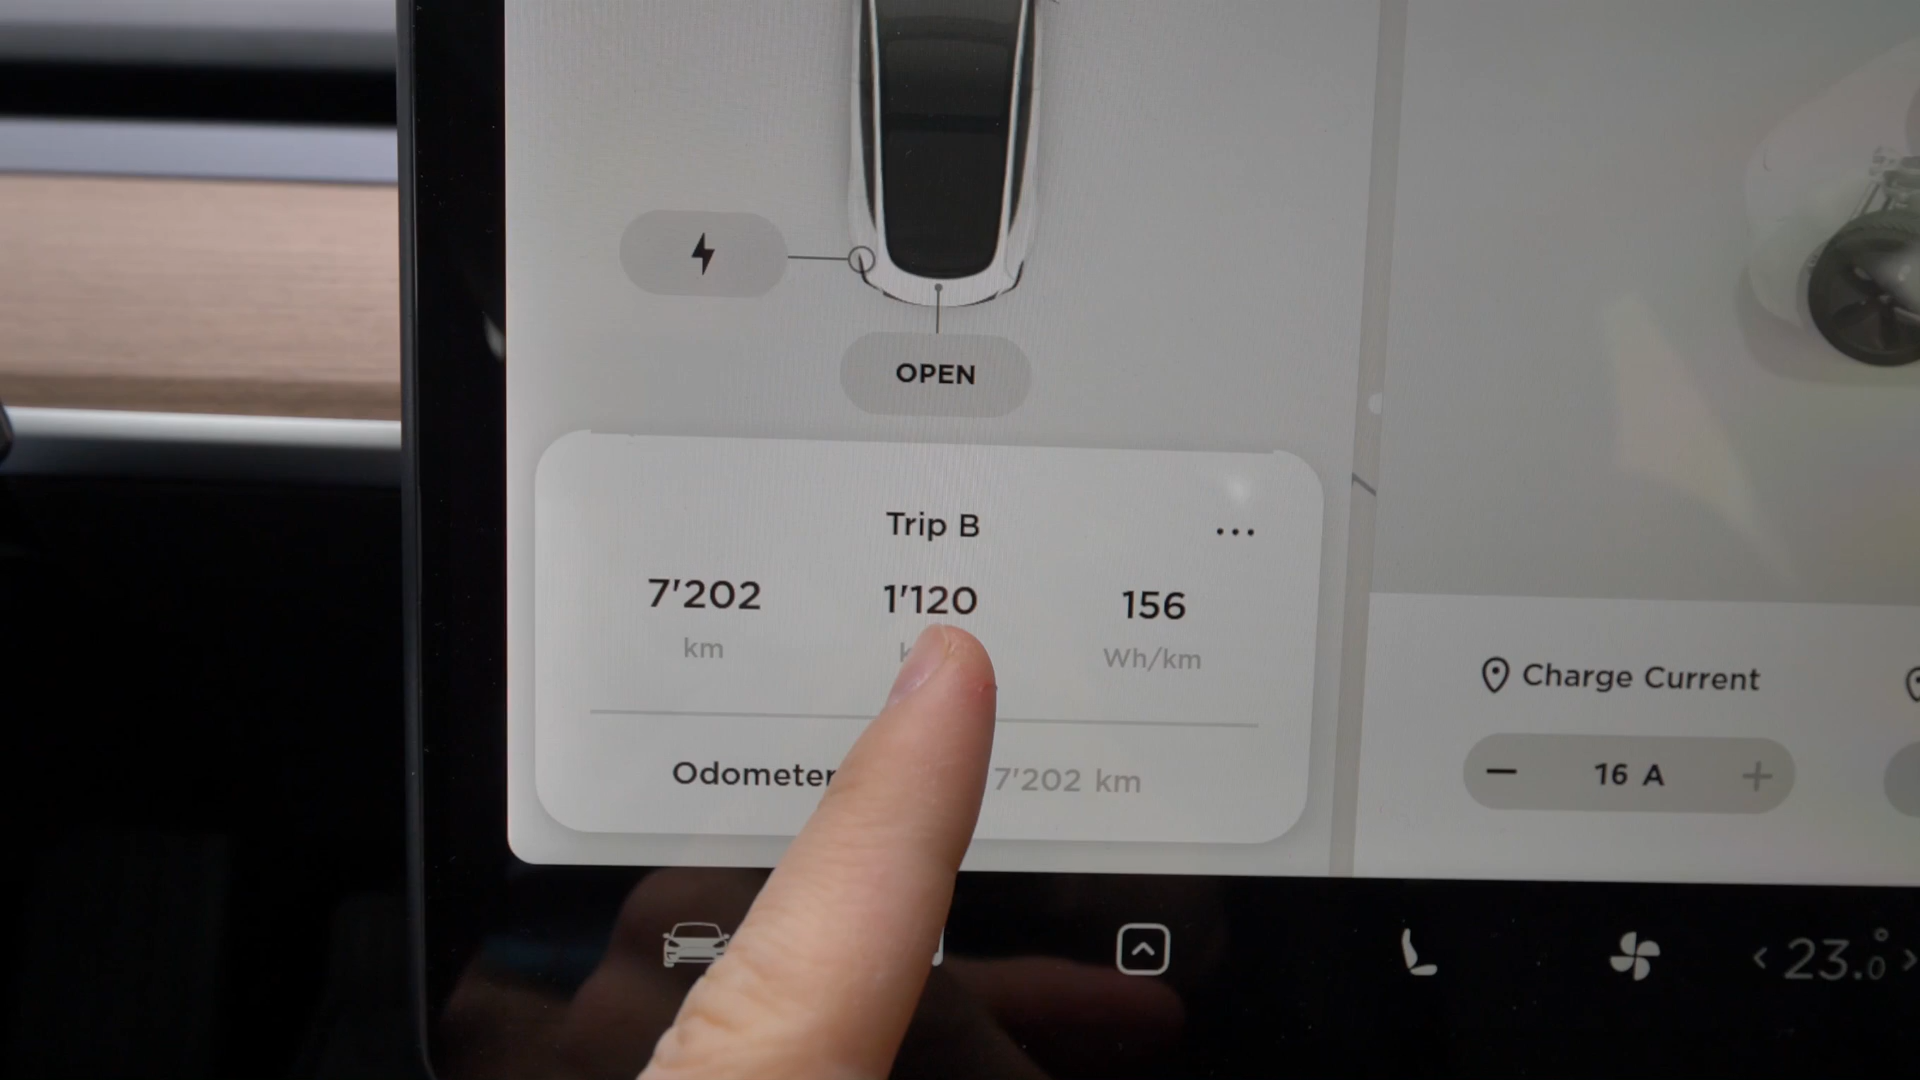 OPEN
Trip B
7'202 1'120 156
km Wh/km
Odometer 7'202 km
Charge Current
16 A
23.0°